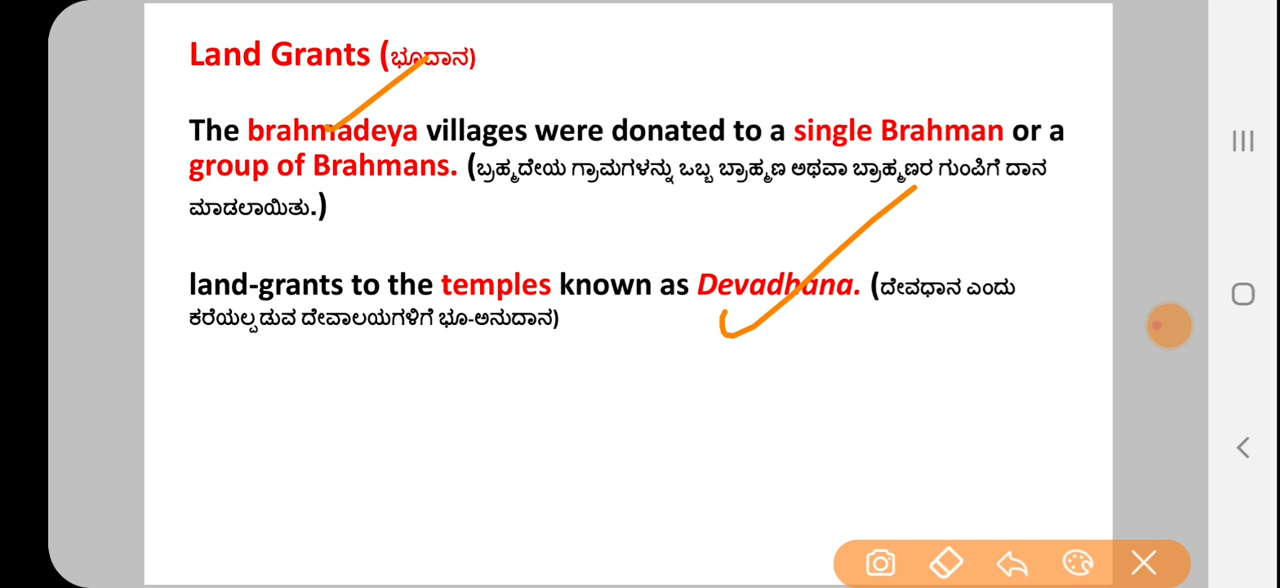 Land Grants (ಭೂದಾನ)
The brahmadeya villages were donated to a single Brahman or a
group of Brahmans. (ಬ್ರಹ್ಮದೇಯ ಗ್ರಾಮಗಳನ್ನು ಒಬ್ಬ ಬ್ರಾಹ್ಮಣ ಅಥವಾ ಬ್ರಾಹ್ಮಣರ ಗುಂಪಿಗೆ ದಾನ
ಮಾಡಲಾಯಿತು.)
land-grants to the temples known as Devadhana. (ದೇವಧಾನ ಎಂದು
ಕರೆಯಲ್ಪಡುವ ದೇವಾಲಯಗಳಿಗೆ ಭೂ-ಅನುದಾನ)